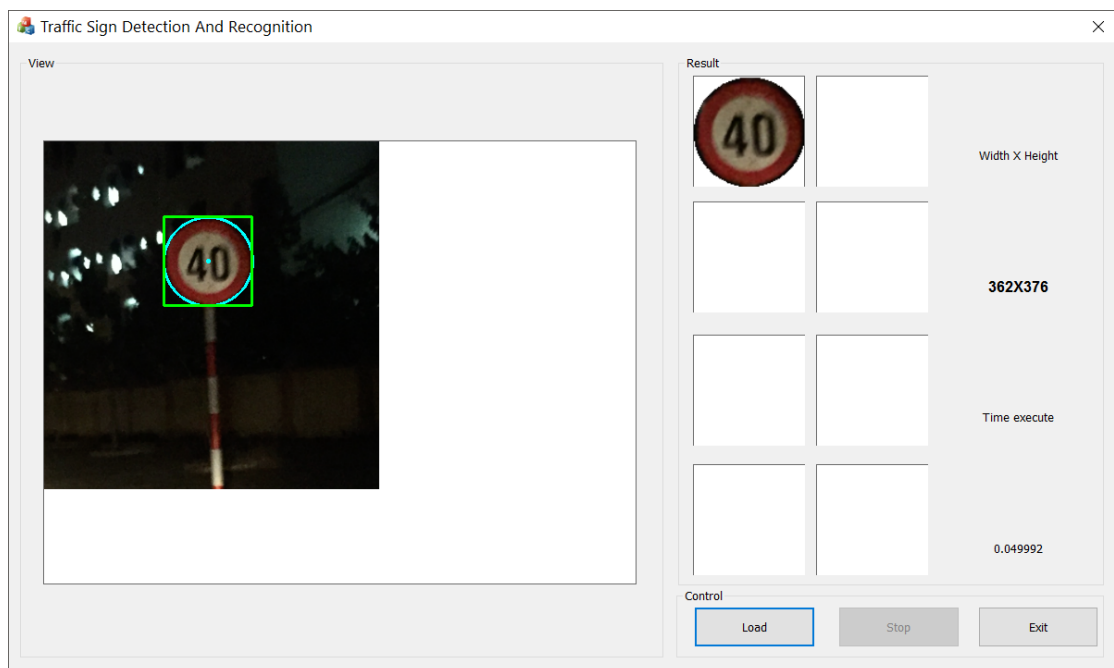 Traffic Sign Detection And Recognition
View
40
Result
40
Width X Height
362X376
Time execute
0.049992
Control
Load
Stop
Exit